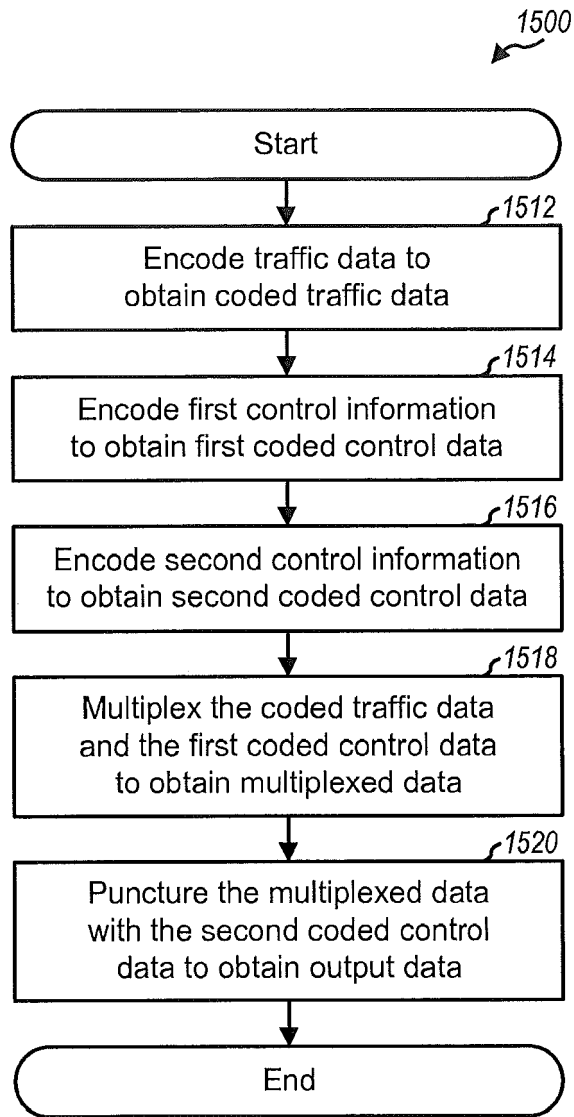 1500
Start
1512
Encode traffic data to
obtain coded traffic data
1514
Encode first control information
to obtain first coded control data
1516
Encode second control information
to obtain second coded control data
1518
Multiplex the coded traffic data
and the first coded control data
to obtain multiplexed data
1520
Puncture the multiplexed data
with the second coded control
data to obtain output data
End